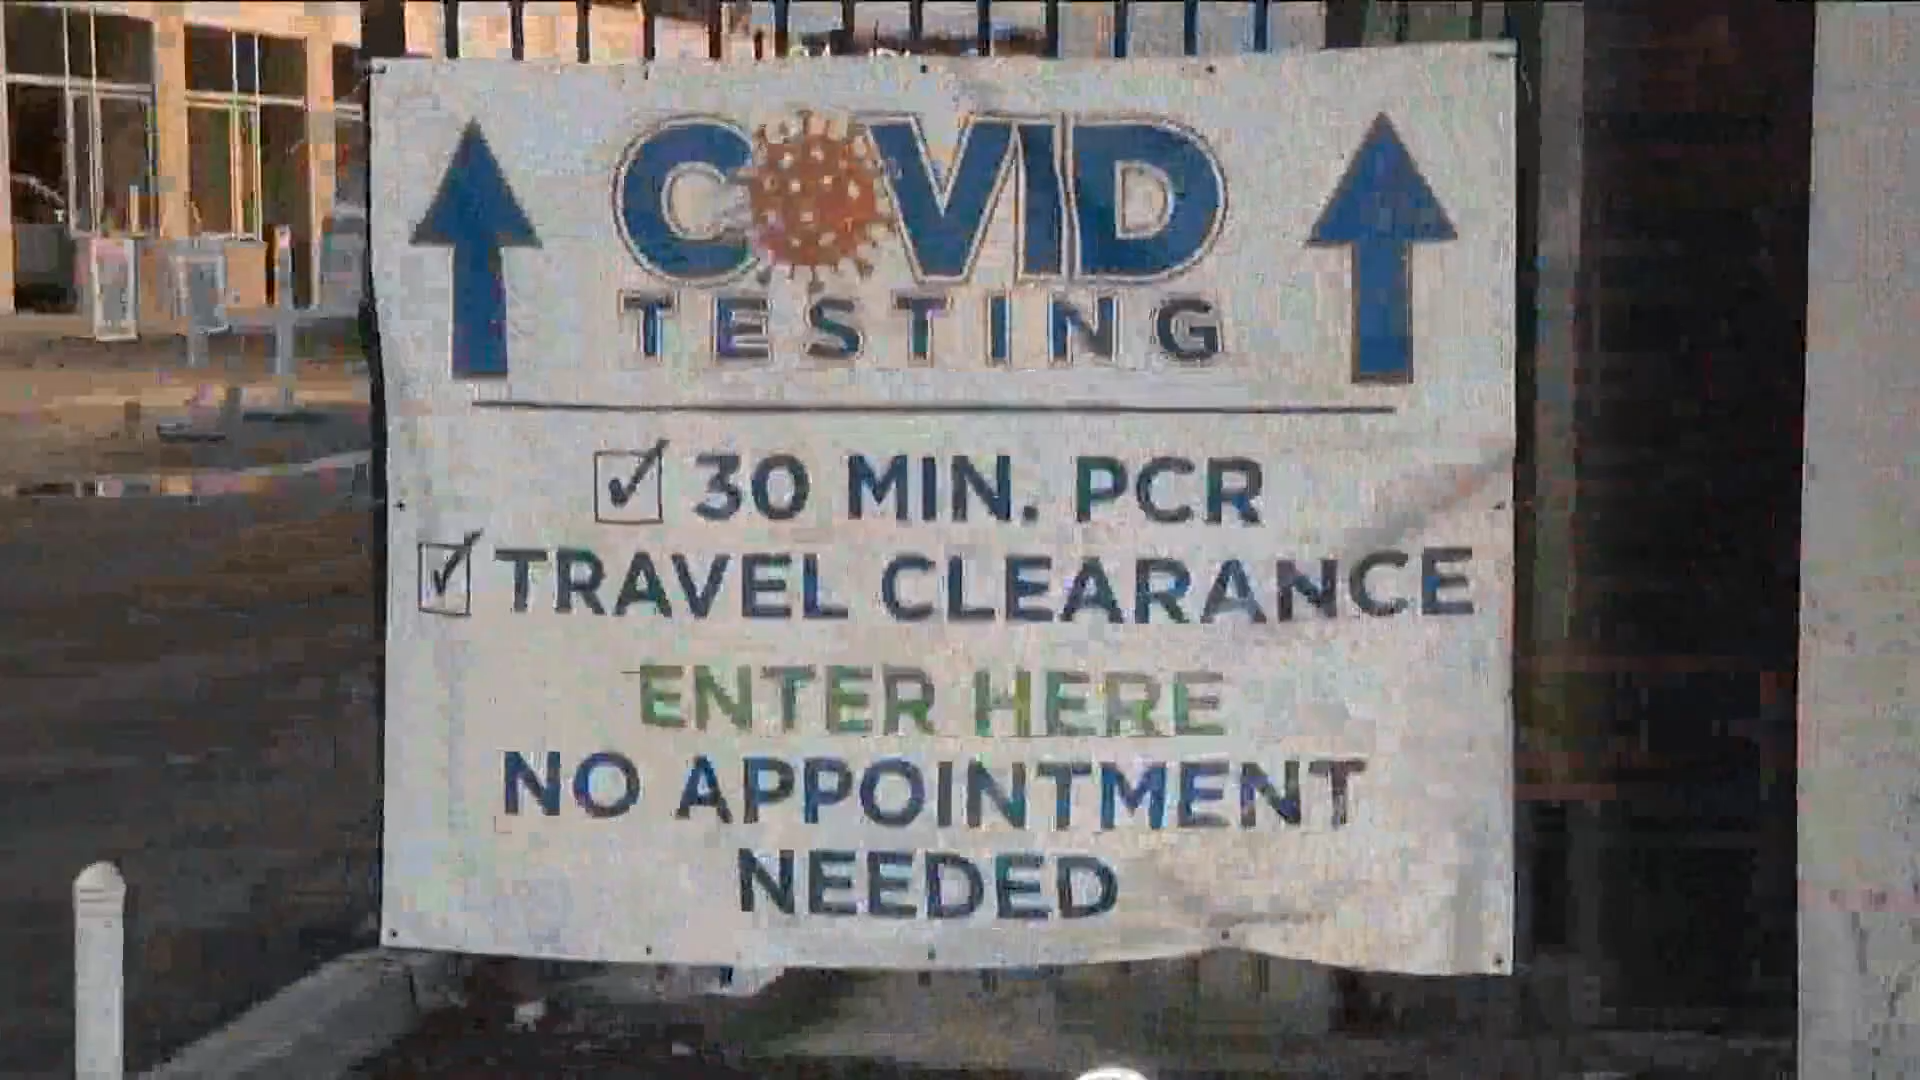 COVID
TESTING
30 MIN. PCR
TRAVEL CLEARANCE
ENTER HERE
NO APPOINTMENT
NEEDED